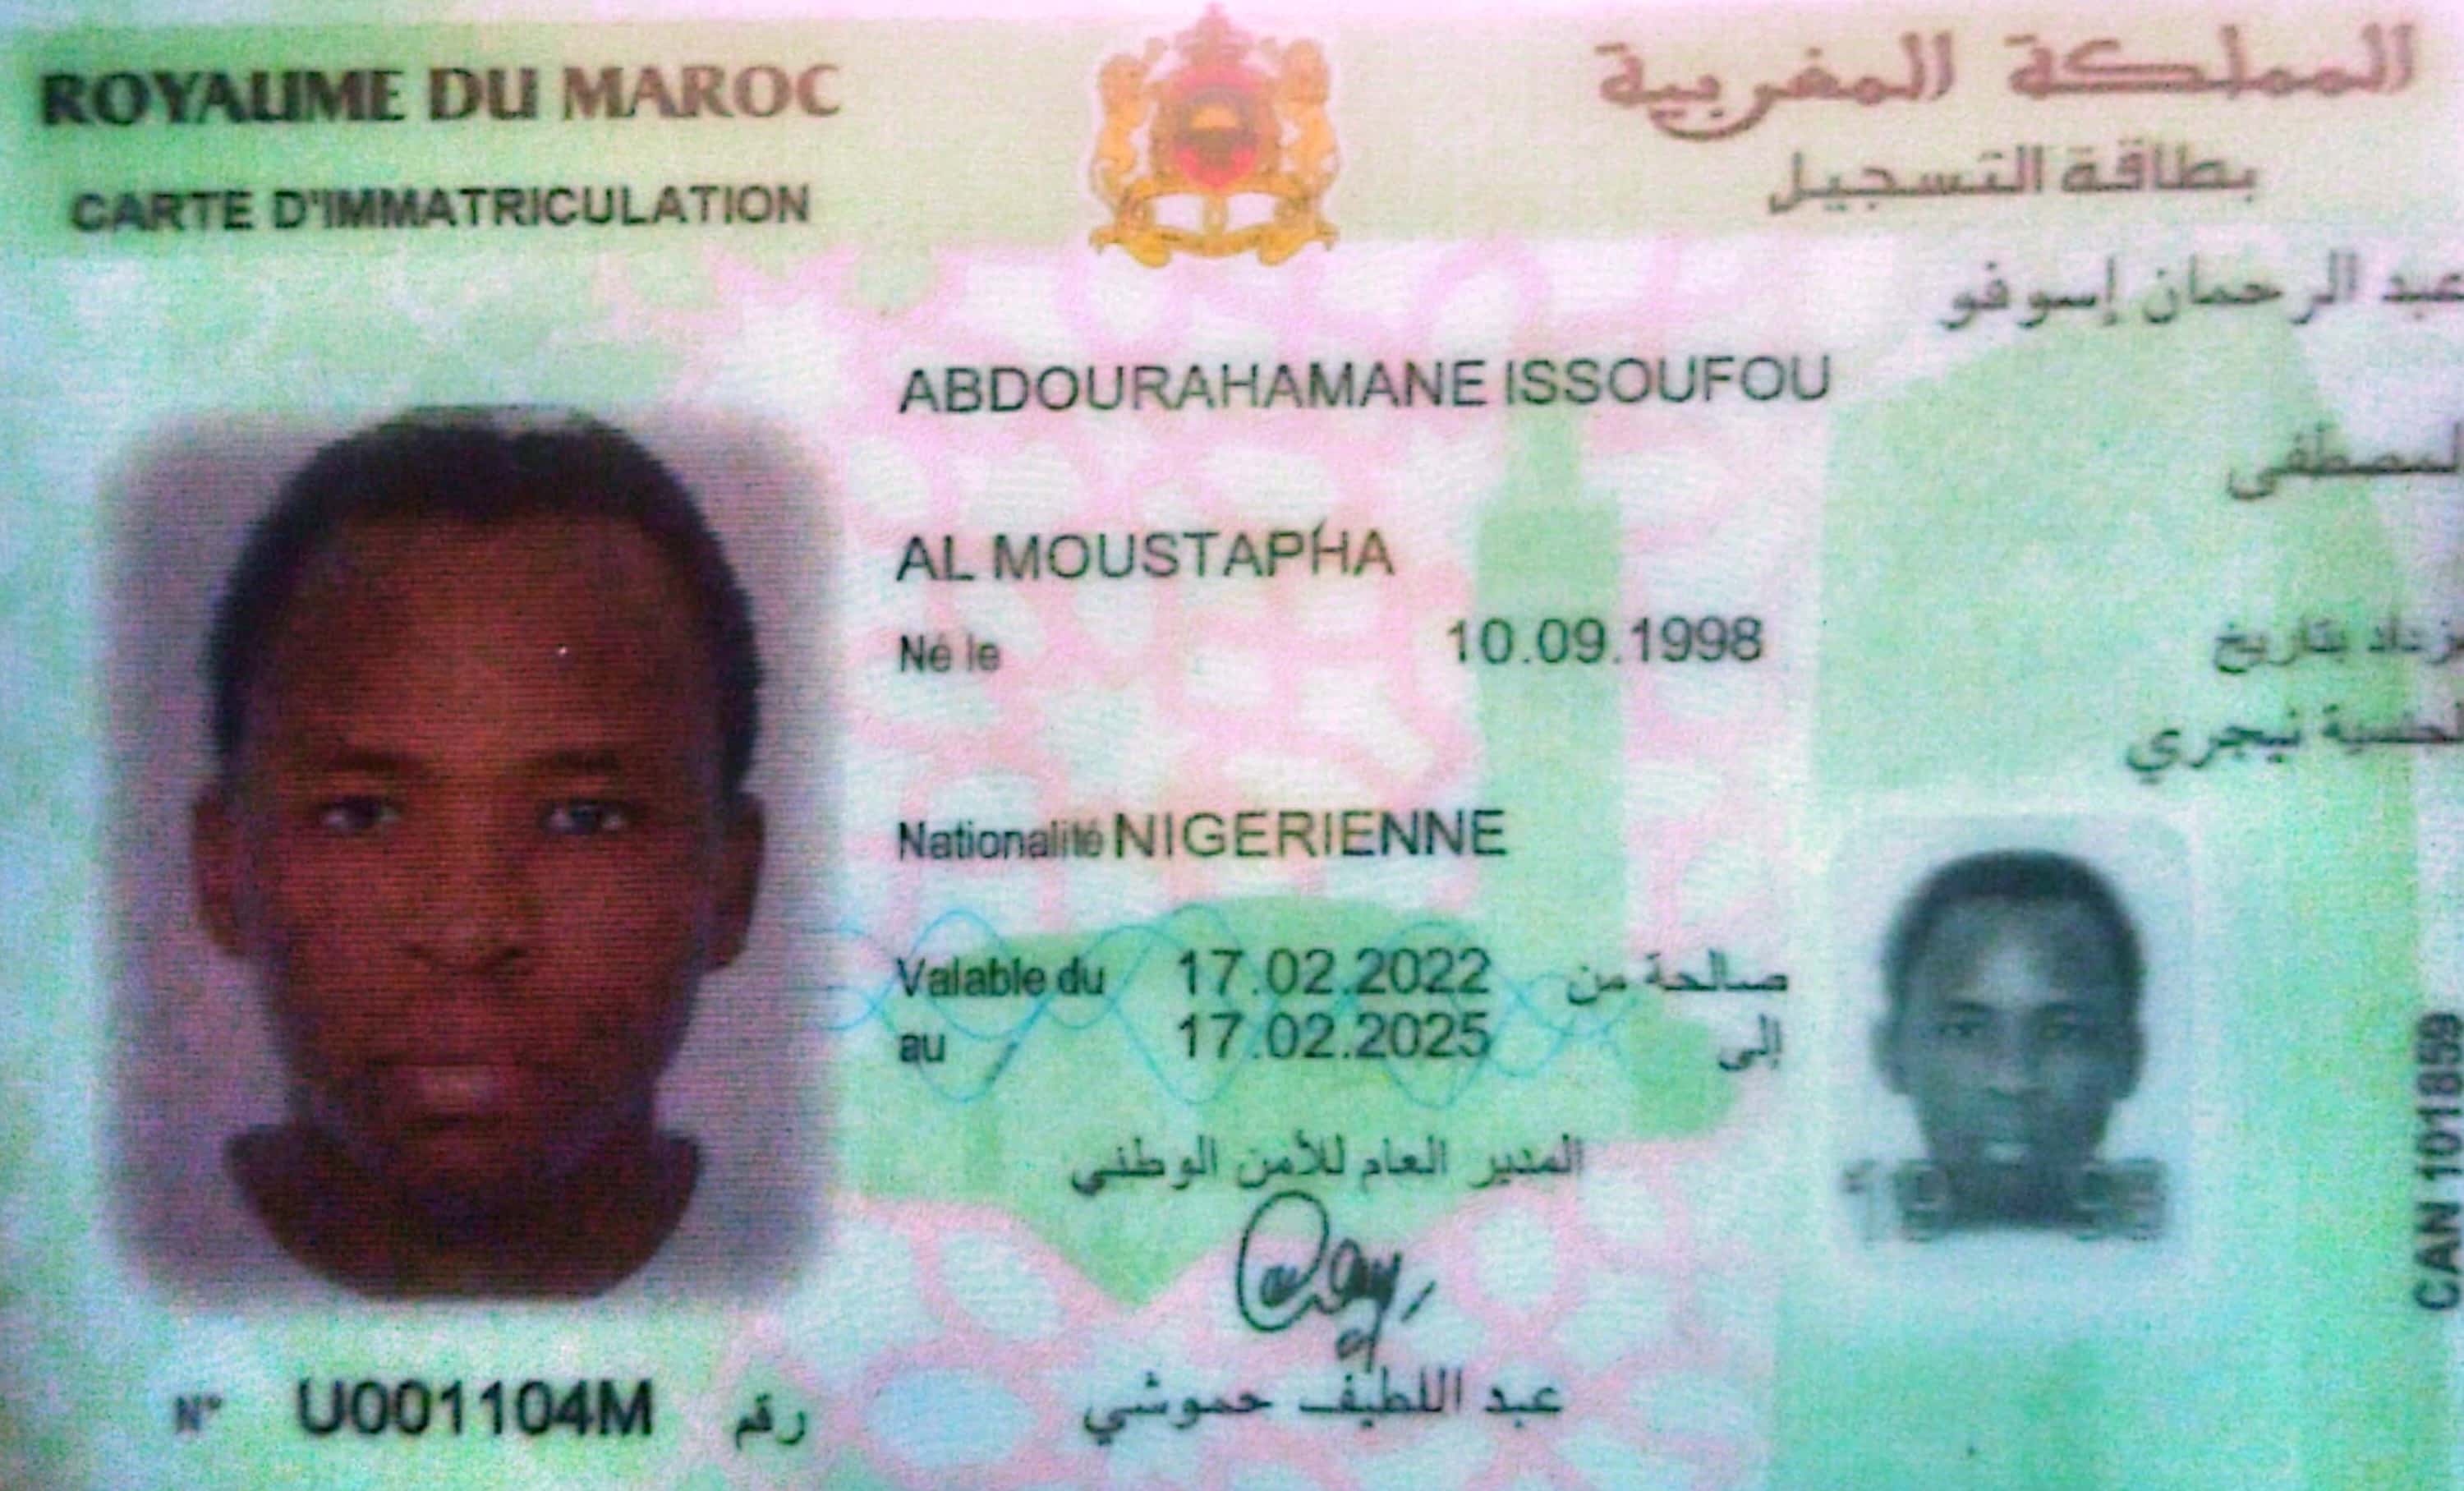 ROYAUME DU MAROC
المملكة المغربية
CARTE D'IMMATRICULATION
بطاقة التسجيل
عبد الرحمان إسوفو
ABDOURAHAMANE ISSOUFOU
المصطفى
AL MOUSTAPHA
Né le 10.09.1998
بتاريخ
نيجري
Nationalité NIGERIENNE
Valable du 17.02.2022 صالحة من
au 17.02.2025 إلى
المدير العام للأمن الوطني
عبد اللطيف حموشي
N° U001104M رقم
CAN 101859